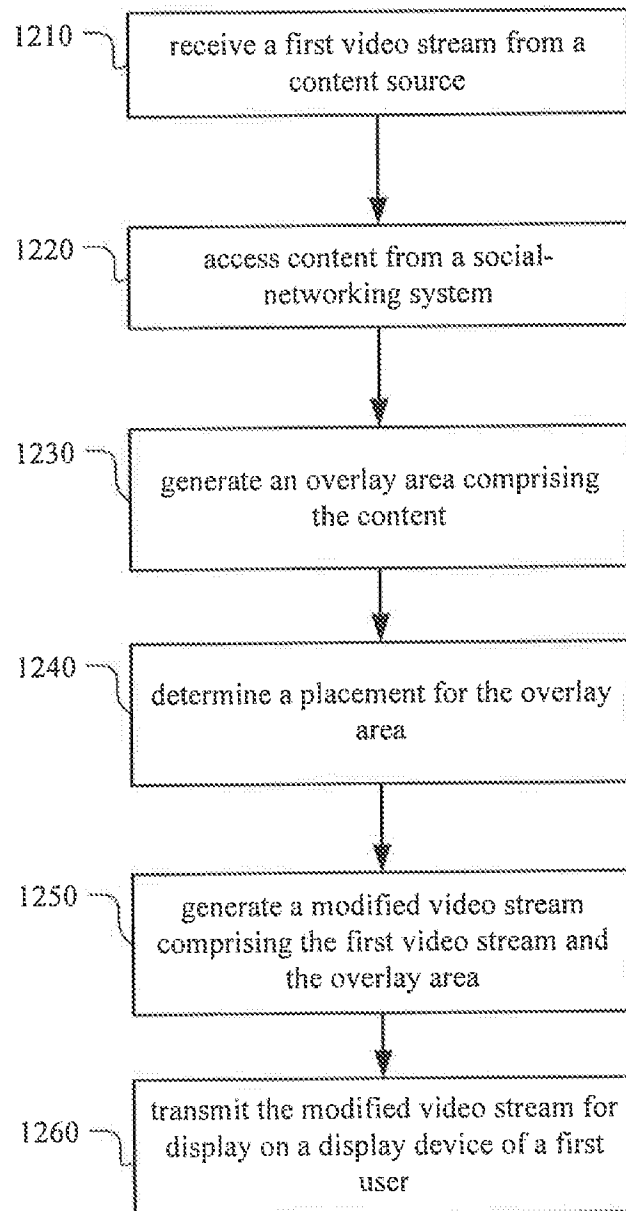 1210
receive a first video stream from a
content source
1220
access content from a social-
networking system
1230
generate an overlay area comprising
the content
1240
determine a placement for the overlay
area
1250
generate a modified video stream
comprising the first video stream and
the overlay area
1260
transmit the modified video stream for
display on a display device of a first
user